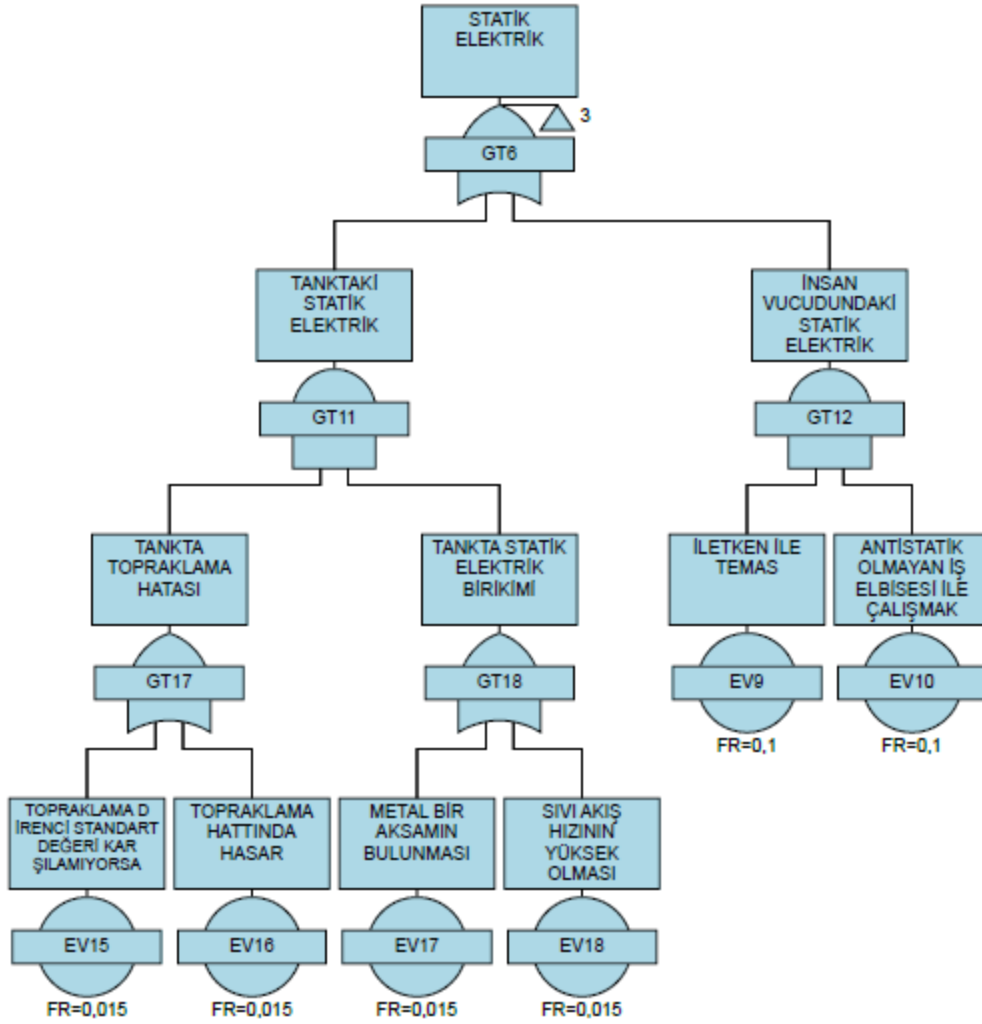 STATİK
ELEKTRİK
3
GT6
TANKTAKİ
STATİK
ELEKTRİK
İNSAN
VUCUDUNDAKİ
STATİK
ELEKTRİK
GT11
GT12
TANKTA
TOPRAKLAMA
HATASI
TANKTA STATİK
ELEKTRİK
BİRİKİMİ
İLETKEN İLE
TEMAS
ANTİSTATİK
OLMAYAN İŞ
ELBİSESİ İLE
ÇALIŞMAK
GT17
GT18
EV9
EV10
FR=0,1
FR=0,1
TOPRAKLAMA D
İRENCİ STANDART
DEĞERİ KAR
ŞILAMIYORSA
TOPRAKLAMA
HATTINDA
HASAR
METAL BİR
AKSAMIN
BULUNMASI
SIVI AKIŞ
HIZININ
YÜKSEK
OLMASI
EV15
EV16
EV17
EV18
FR=0,015
FR=0,015
FR=0,015
FR=0,015